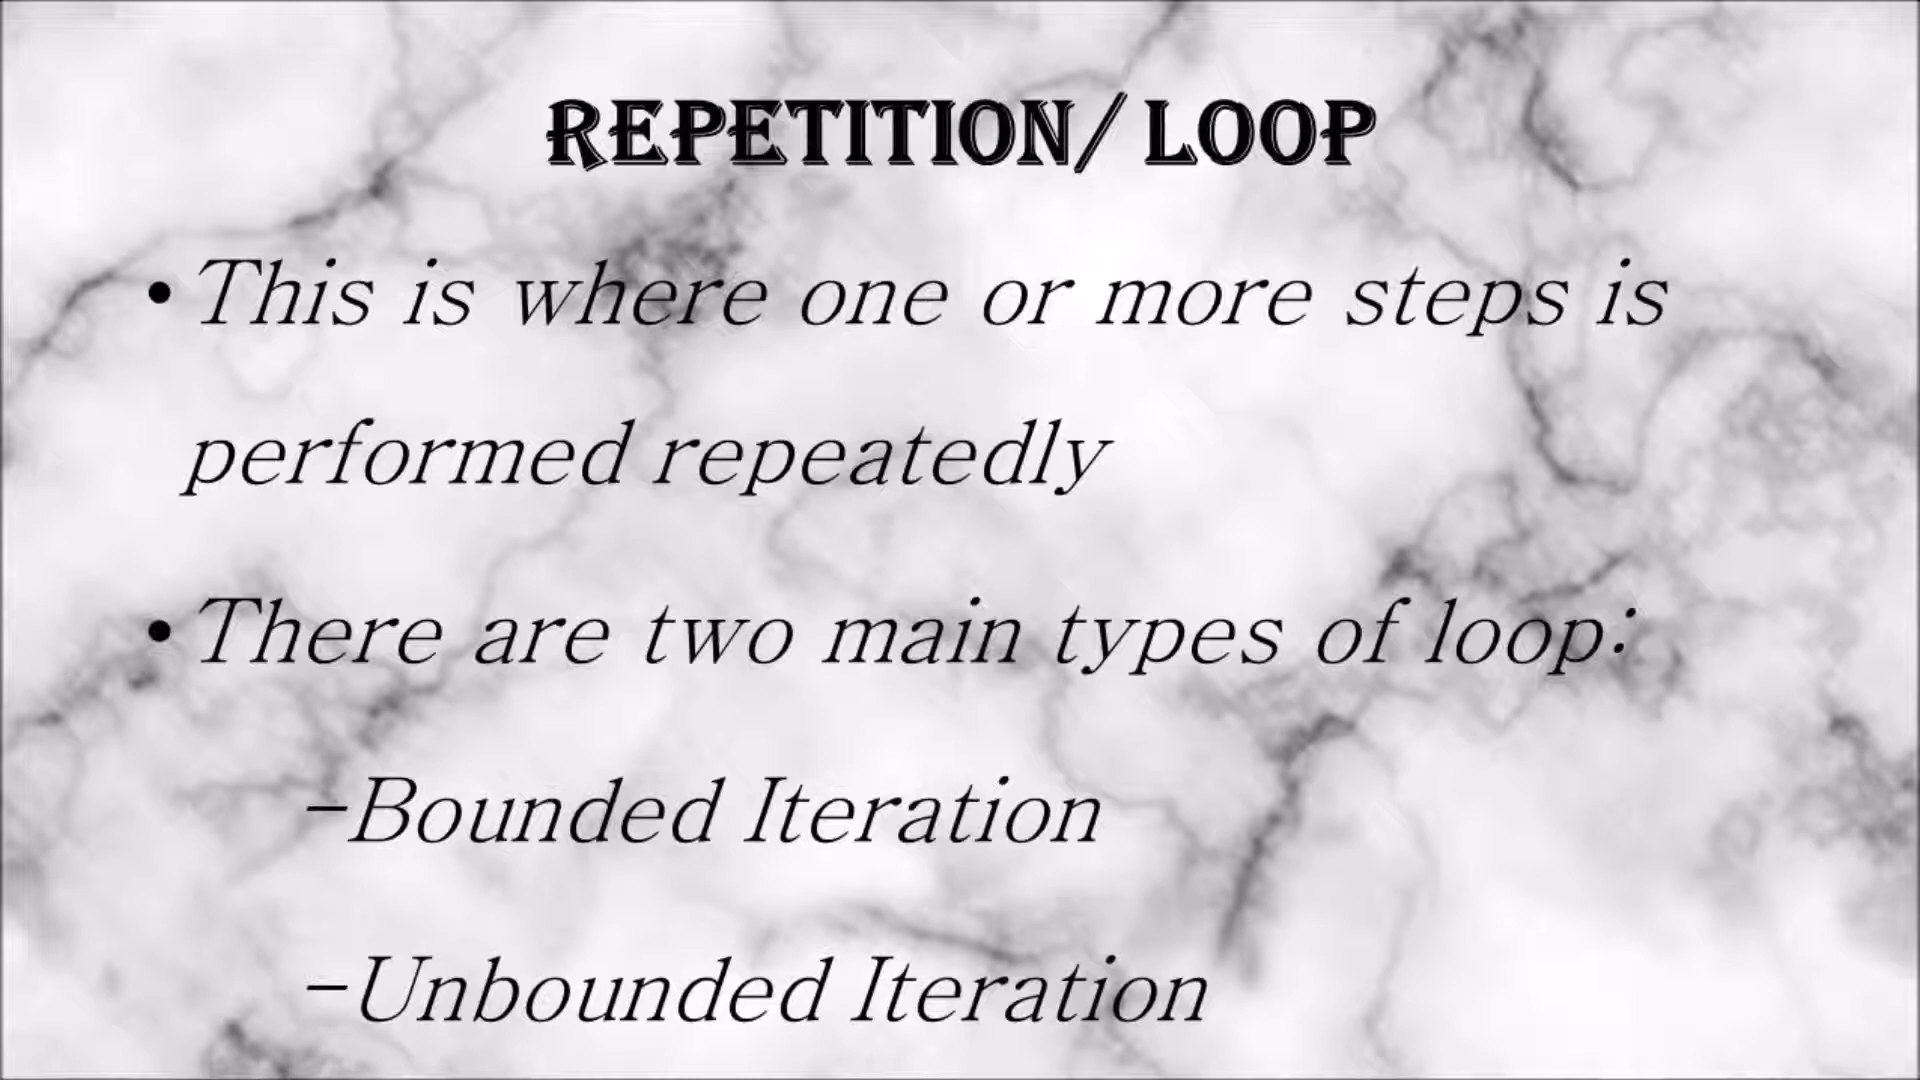 REPETITION/ LOOP
• This is where one or more steps is
performed repeatedly
• There are two main types of loop:
–Bounded Iteration
–Unbounded Iteration